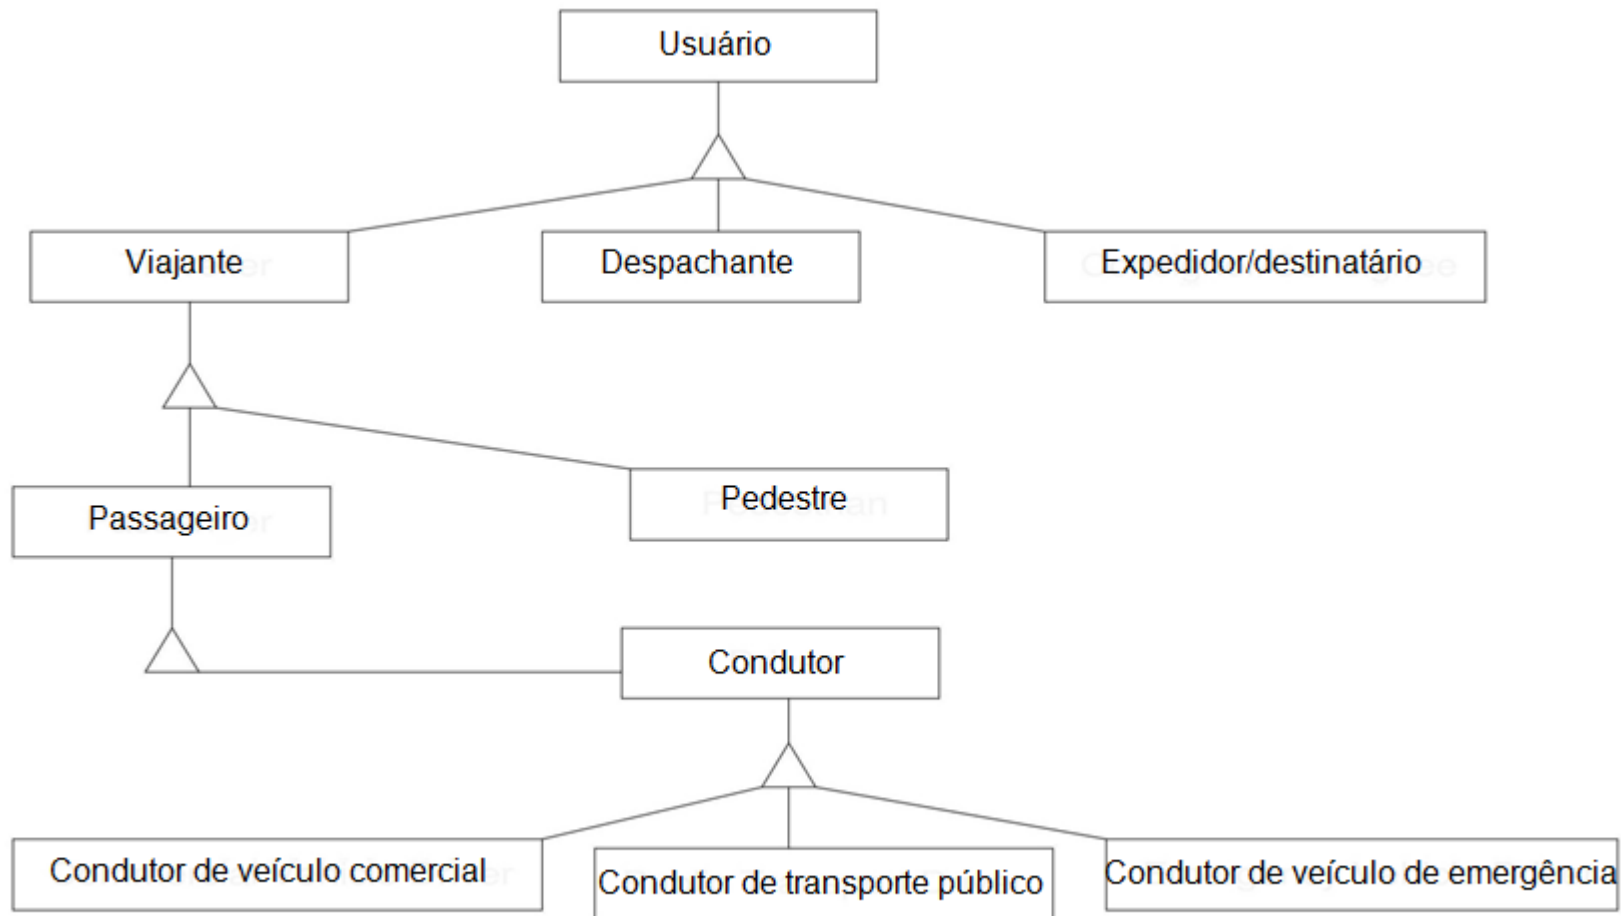 Usuário
Viajante
Despachante
Expedidor/destinatário
Passageiro
Pedestre
Condutor
Condutor de veículo comercial
Condutor de transporte público
Condutor de veículo de emergência